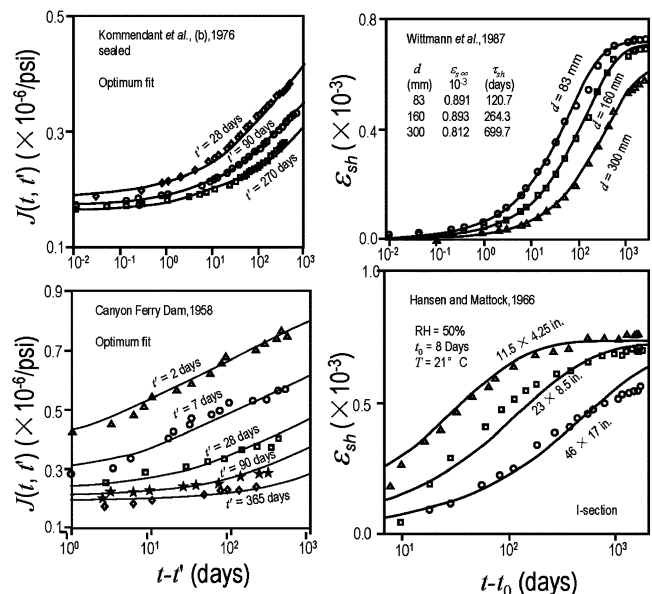 Kommendant et al., (b),1976
sealed
Optimum fit
t' = 28 days
t' = 90 days
t' = 270 days
J(t, t') (×10⁻⁶/psi)
0.5
0.3
0.1
10⁻² 10⁻¹ 10⁰ 10¹ 10² 10³
Wittmann et al.,1987
d εs∞ τsh
(mm) 10⁻³ (days)
83 0.891 120.7
160 0.893 264.3
300 0.812 699.7
d = 83 mm
d = 160 mm
d = 300 mm
εsh (×10⁻³)
0.8
0.4
0.0
10⁻² 10⁻¹ 10⁰ 10¹ 10² 10³
Canyon Ferry Dam,1958
Optimum fit
t' = 2 days
t' = 7 days
t' = 28 days
t' = 90 days
t' = 365 days
J(t, t') (×10⁻⁶/psi)
0.9
0.7
0.5
0.3
0.1
10⁰ 10¹ 10² 10³
t-t' (days)
Hansen and Mattock,1966
RH = 50%
t₀ = 8 Days
T = 21° C
11.5 × 4.25 in.
23 × 8.5 in.
46 × 17 in.
I-section
εsh (×10⁻³)
1.0
0.5
0.0
10¹ 10² 10³
t-t₀ (days)